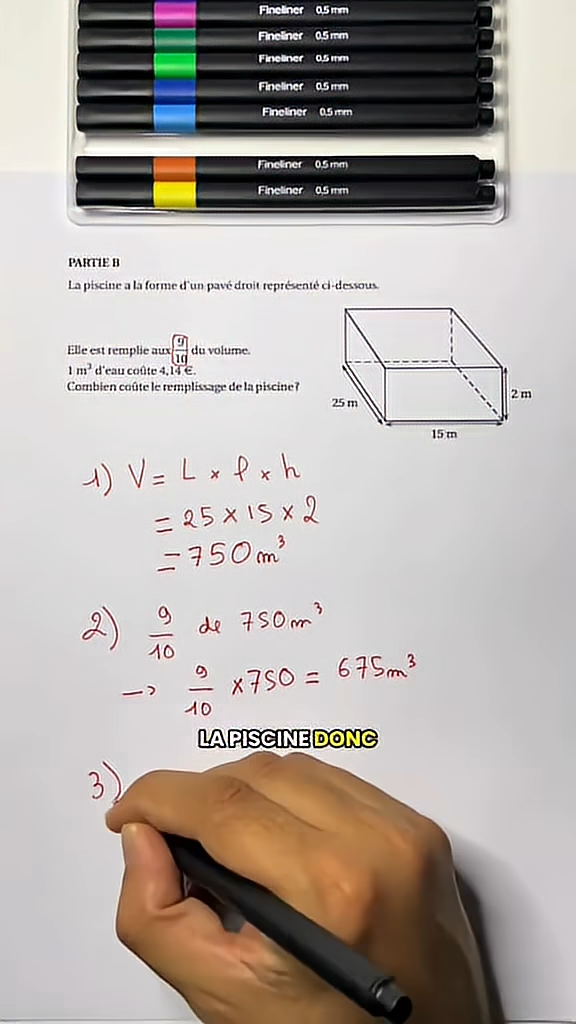 Fineliner 0.5 mm
Fineliner 0.5 mm
Fineliner 0.5 mm
Fineliner 0.5 mm
Fineliner 0.5 mm
Fineliner 0.5 mm
Fineliner 0.5 mm
PARTIE B
La piscine a la forme d'un pavé droit représenté ci-dessous.
Elle est remplie aux 9/10 du volume.
1 m³ d'eau coûte 4,14 €.
Combien coûte le remplissage de la piscine?
25 m
2 m
15 m
1) V = L × l × h
= 25 × 15 × 2
= 750 m³
2) 9/10 de 750 m³
→ 9/10 × 750 = 675 m³
LA PISCINE DONC
3)